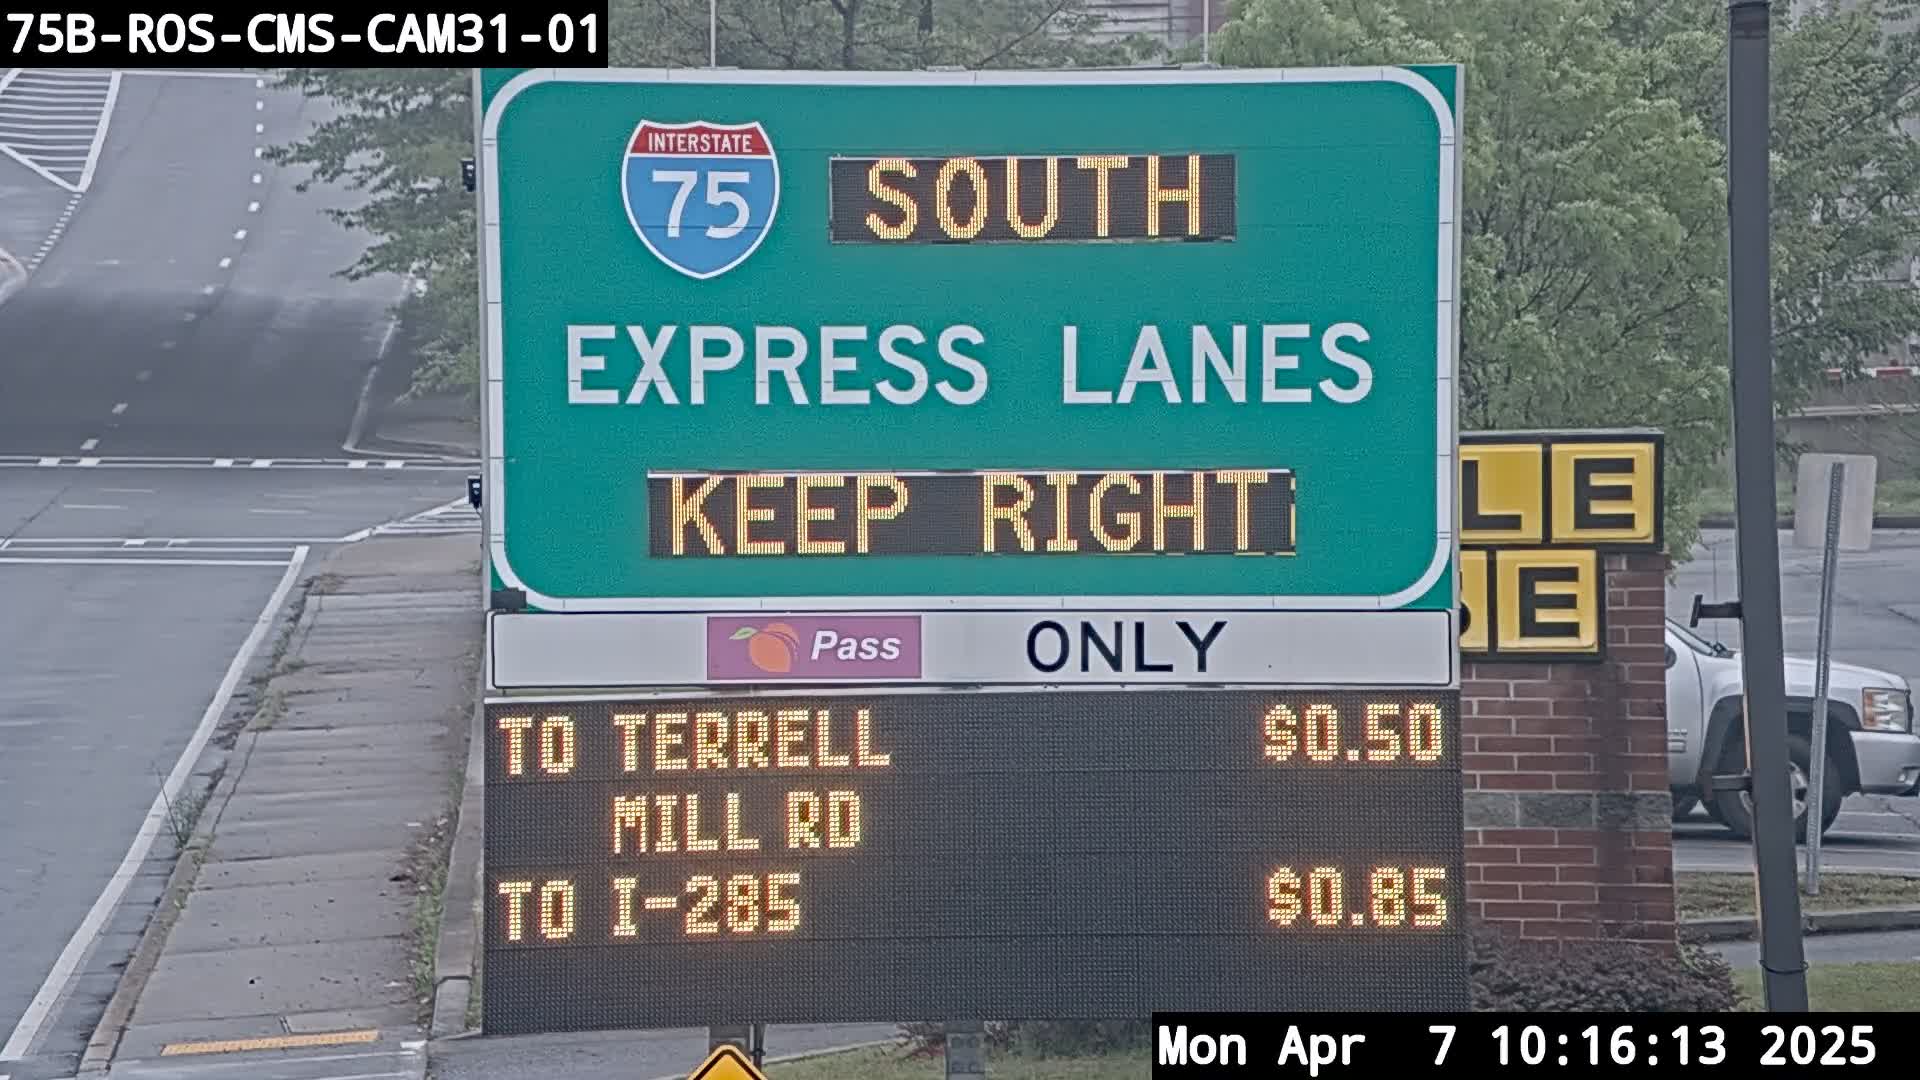 75B-ROS-CMS-CAM31-01
INTERSTATE
75
SOUTH
EXPRESS LANES
KEEP RIGHT
Pass ONLY
TO TERRELL $0.50
MILL RD
TO I-285 $0.85
LE
E
Mon Apr 7 10:16:13 2025